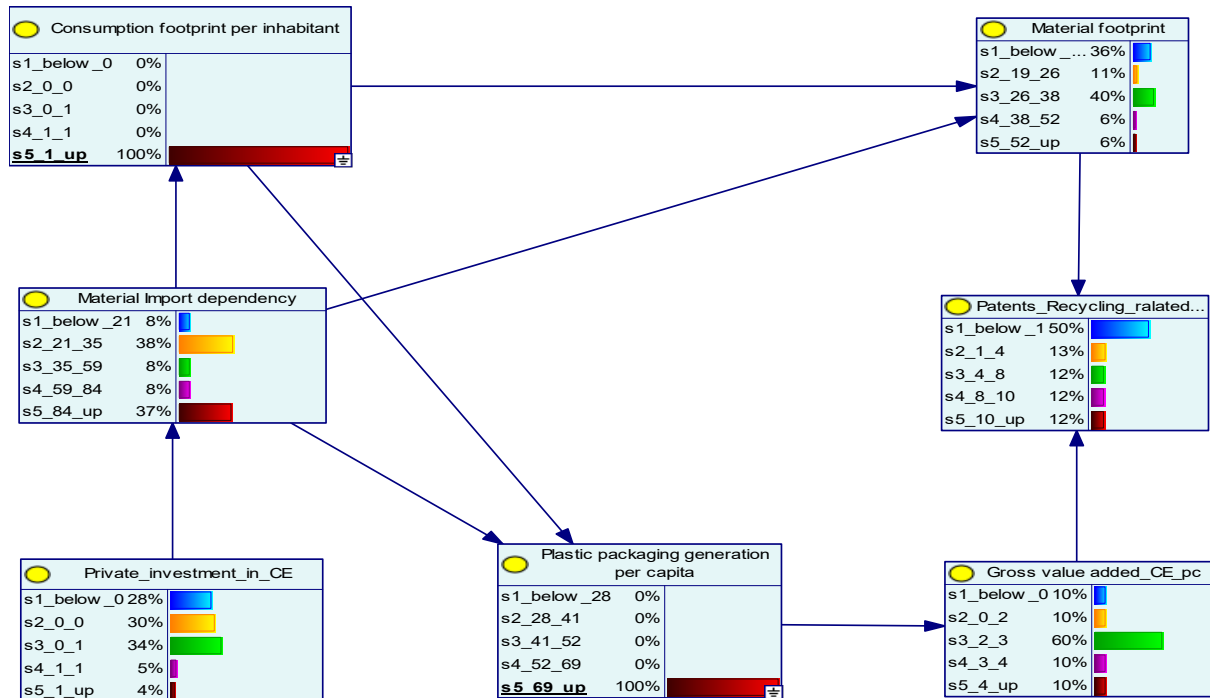 Consumption footprint per inhabitant
s1_below_0 0%
s2_0_0 0%
s3_0_1 0%
s4_1_1 0%
s5_1_up 100%
Material footprint
s1_below_... 36%
s2_19_26 11%
s3_26_38 40%
s4_38_52 6%
s5_52_up 6%
Material Import dependency
s1_below_21 8%
s2_21_35 38%
s3_35_59 8%
s4_59_84 8%
s5_84_up 37%
Patents_Recycling_ralated...
s1_below_1 50%
s2_1_4 13%
s3_4_8 12%
s4_8_10 12%
s5_10_up 12%
Private_investment_in_CE
s1_below_0 28%
s2_0_0 30%
s3_0_1 34%
s4_1_1 5%
s5_1_up 4%
Plastic packaging generation
per capita
s1_below_28 0%
s2_28_41 0%
s3_41_52 0%
s4_52_69 0%
s5_69_up 100%
Gross value added_CE_pc
s1_below_0 10%
s2_0_2 10%
s3_2_3 60%
s4_3_4 10%
s5_4_up 10%